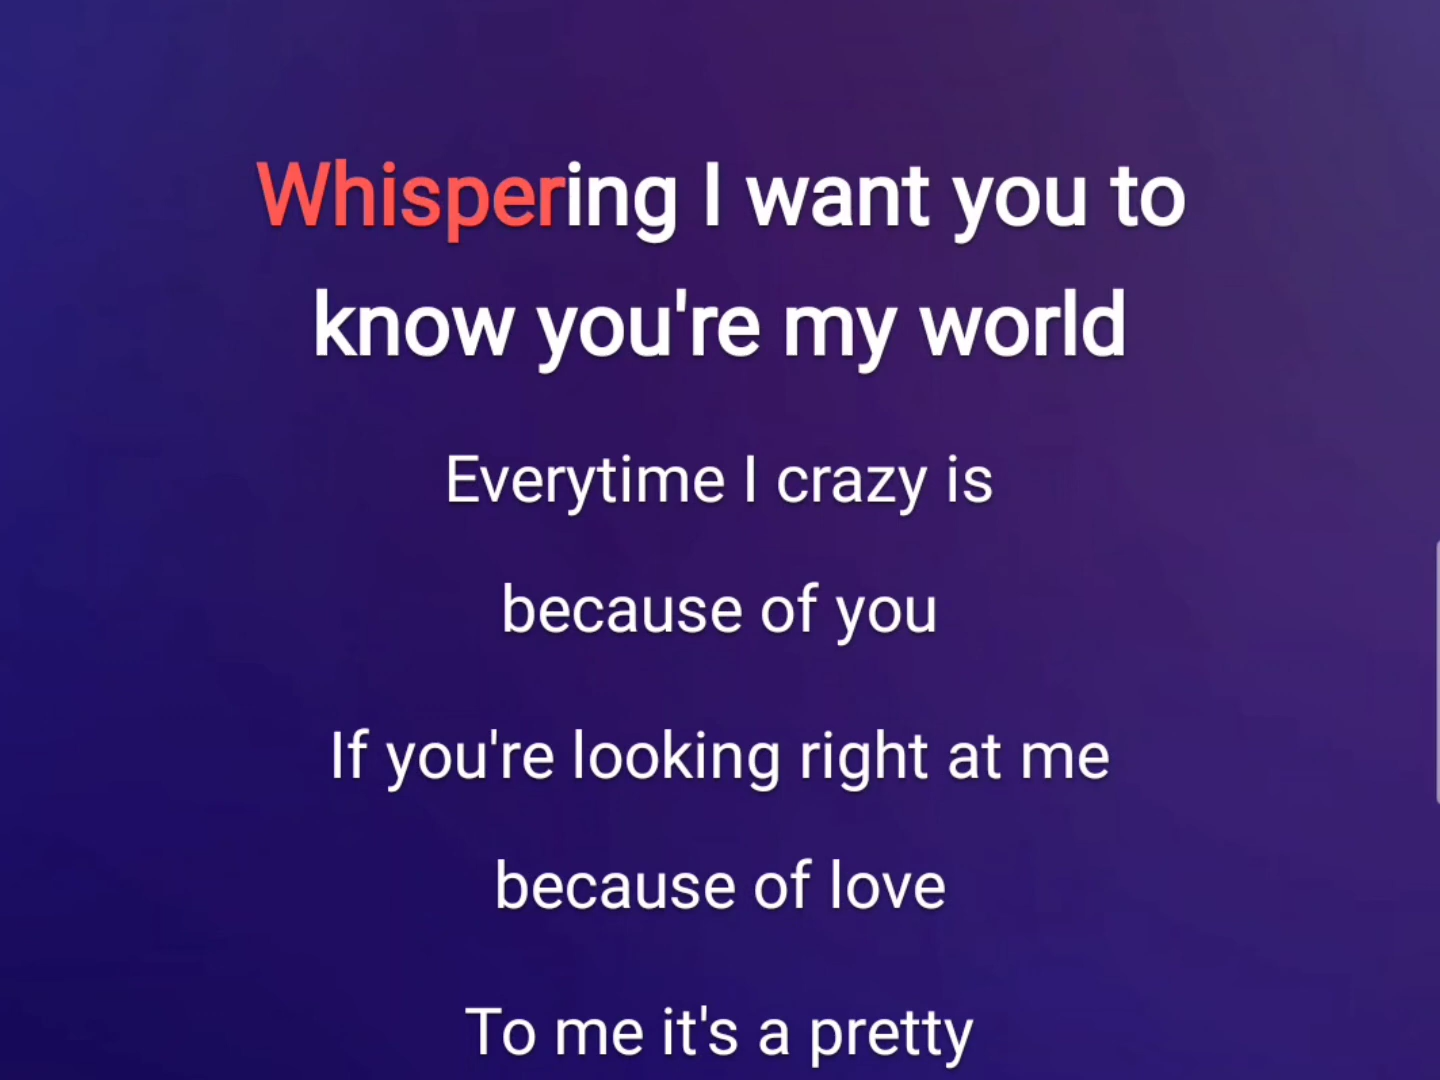 Whispering I want you to
know you're my world
Everytime I crazy is
because of you
If you're looking right at me
because of love
To me it's a pretty